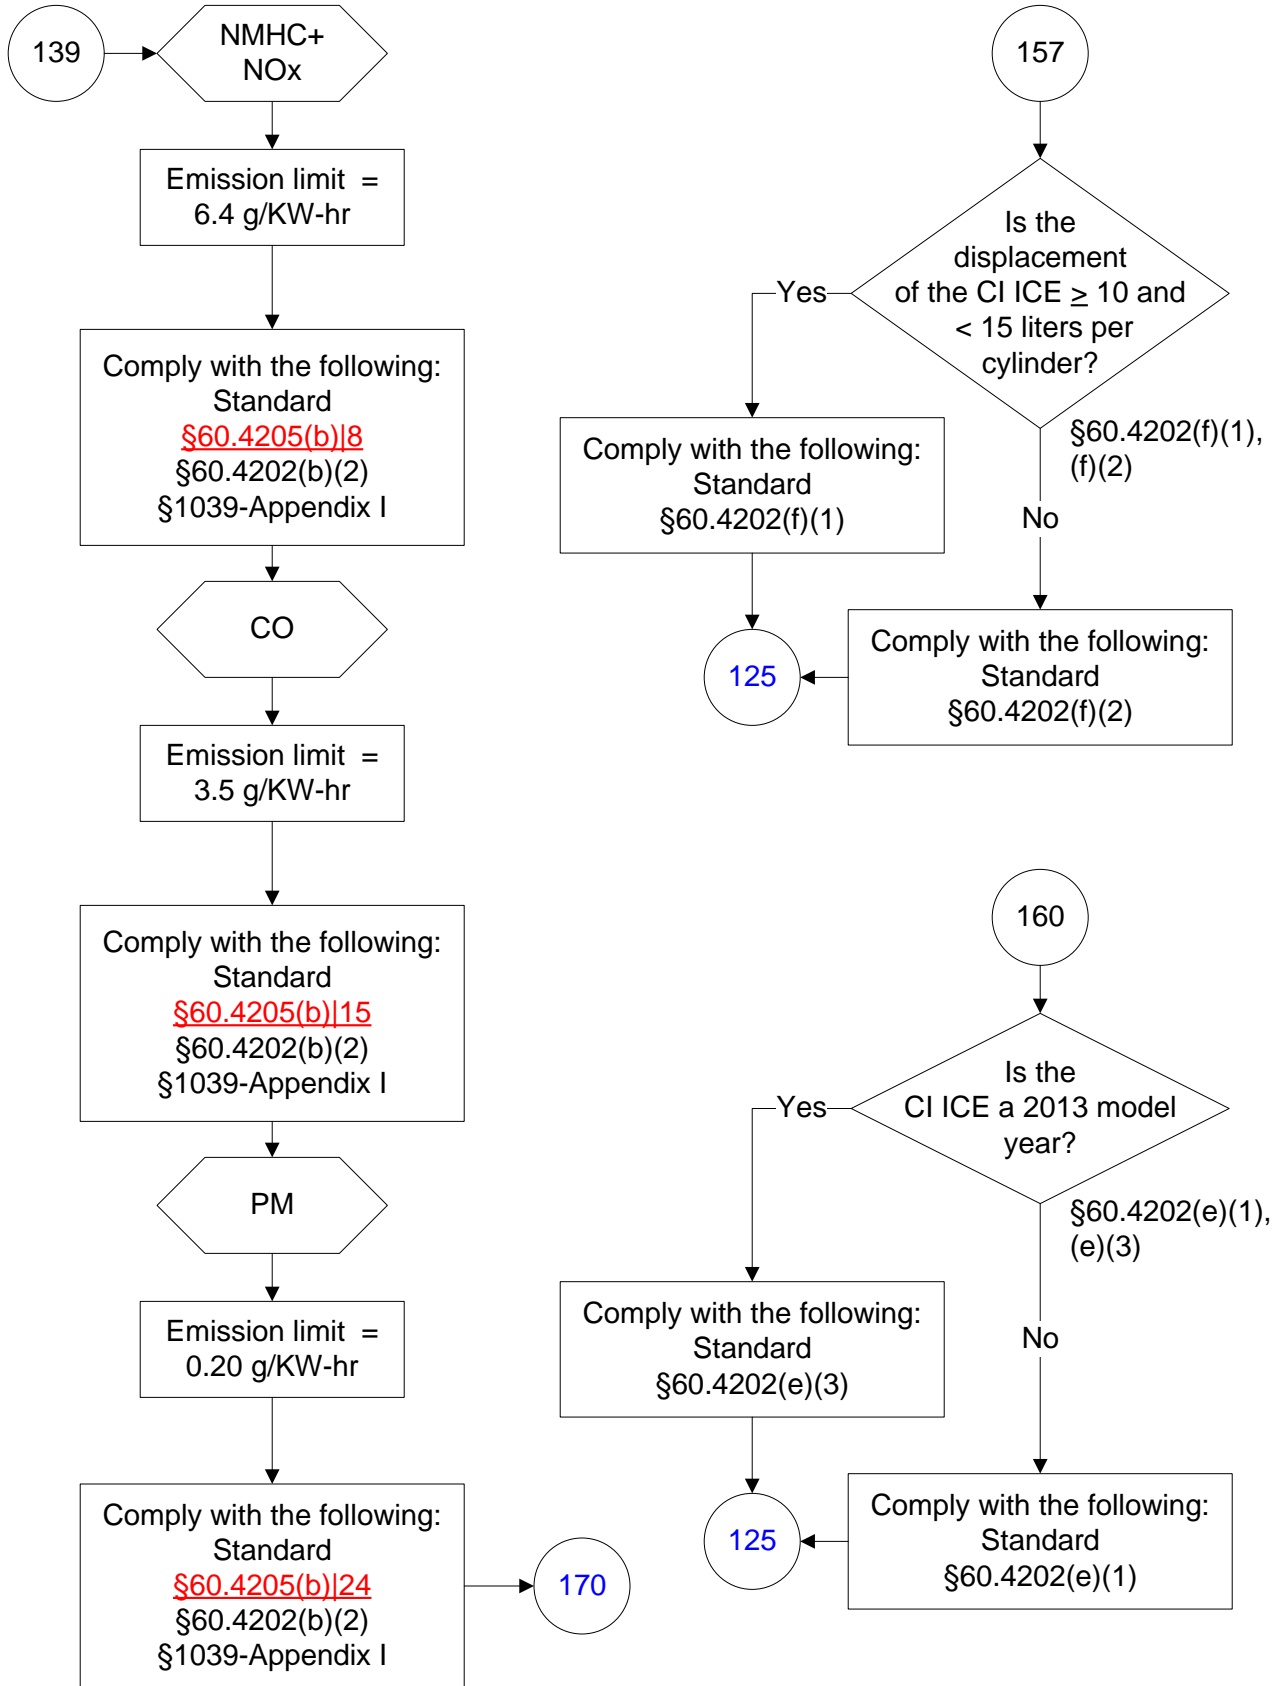 139
NMHC+
NOx
Emission limit  =
6.4 g/KW-hr
Comply with the following:
Standard
§60.4205(b)|8
§60.4202(b)(2)
§1039-Appendix I
CO
Emission limit  =
3.5 g/KW-hr
Comply with the following:
Standard
§60.4205(b)|15
§60.4202(b)(2)
§1039-Appendix I
PM
Emission limit  =
0.20 g/KW-hr
Comply with the following:
Standard
§60.4205(b)|24
§60.4202(b)(2)
§1039-Appendix I
170
157
Is the
displacement
of the CI ICE ≥ 10 and
< 15 liters per
cylinder?
Yes
§60.4202(f)(1),
(f)(2)
No
Comply with the following:
Standard
§60.4202(f)(1)
Comply with the following:
Standard
§60.4202(f)(2)
125
160
Is the
CI ICE a 2013 model
year?
Yes
§60.4202(e)(1),
(e)(3)
No
Comply with the following:
Standard
§60.4202(e)(3)
Comply with the following:
Standard
§60.4202(e)(1)
125